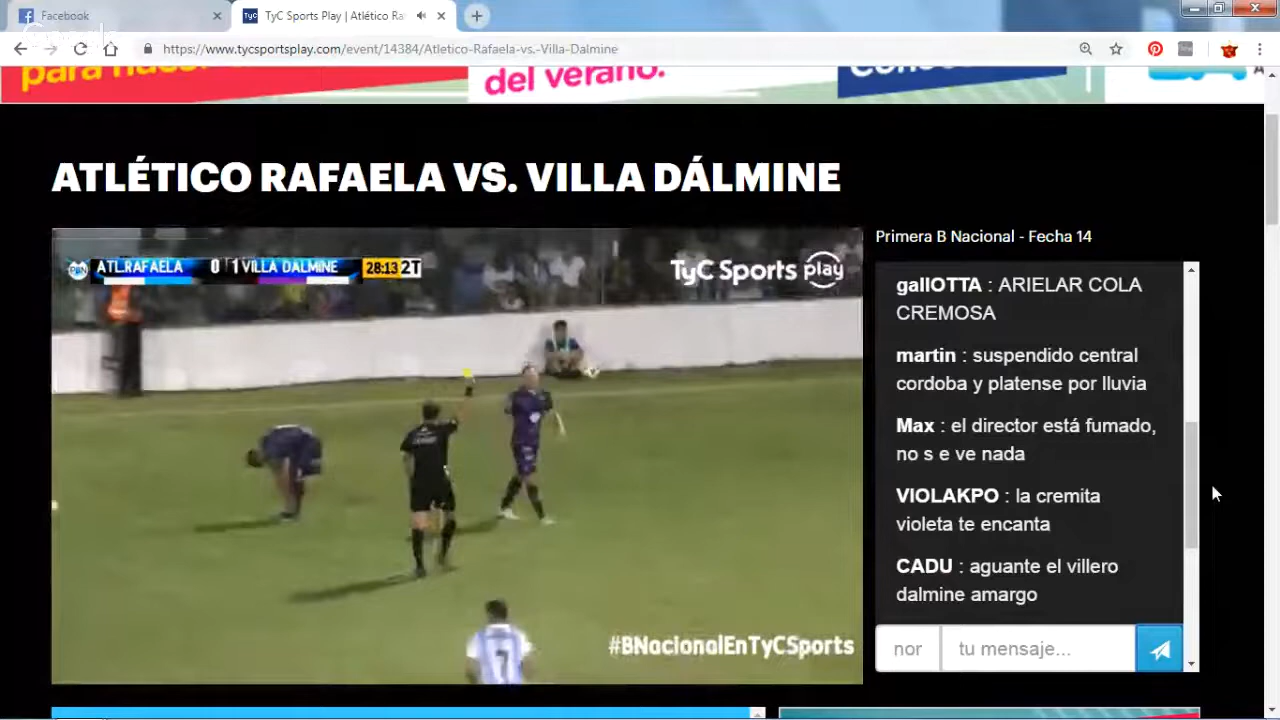 Facebook
TyC Sports Play | Atlético Ra
https://www.tycsportsplay.com/event/14384/Atletico-Rafaela-vs.-Villa-Dalmine
del verano.
ATLÉTICO RAFAELA VS. VILLA DÁLMINE
Primera B Nacional - Fecha 14
ATL.RAFAELA 0 1 VILLA DALMINE 28:13 2T
TyC Sports play
gallOTTA : ARIELAR COLA
CREMOSA
martin : suspendido central
cordoba y platense por lluvia
Max : el director está fumado,
no s e ve nada
VIOLAKPO : la cremita
violeta te encanta
CADU : aguante el villero
dalmine amargo
7
#BNacionalEnTyCSports
nor
tu mensaje...